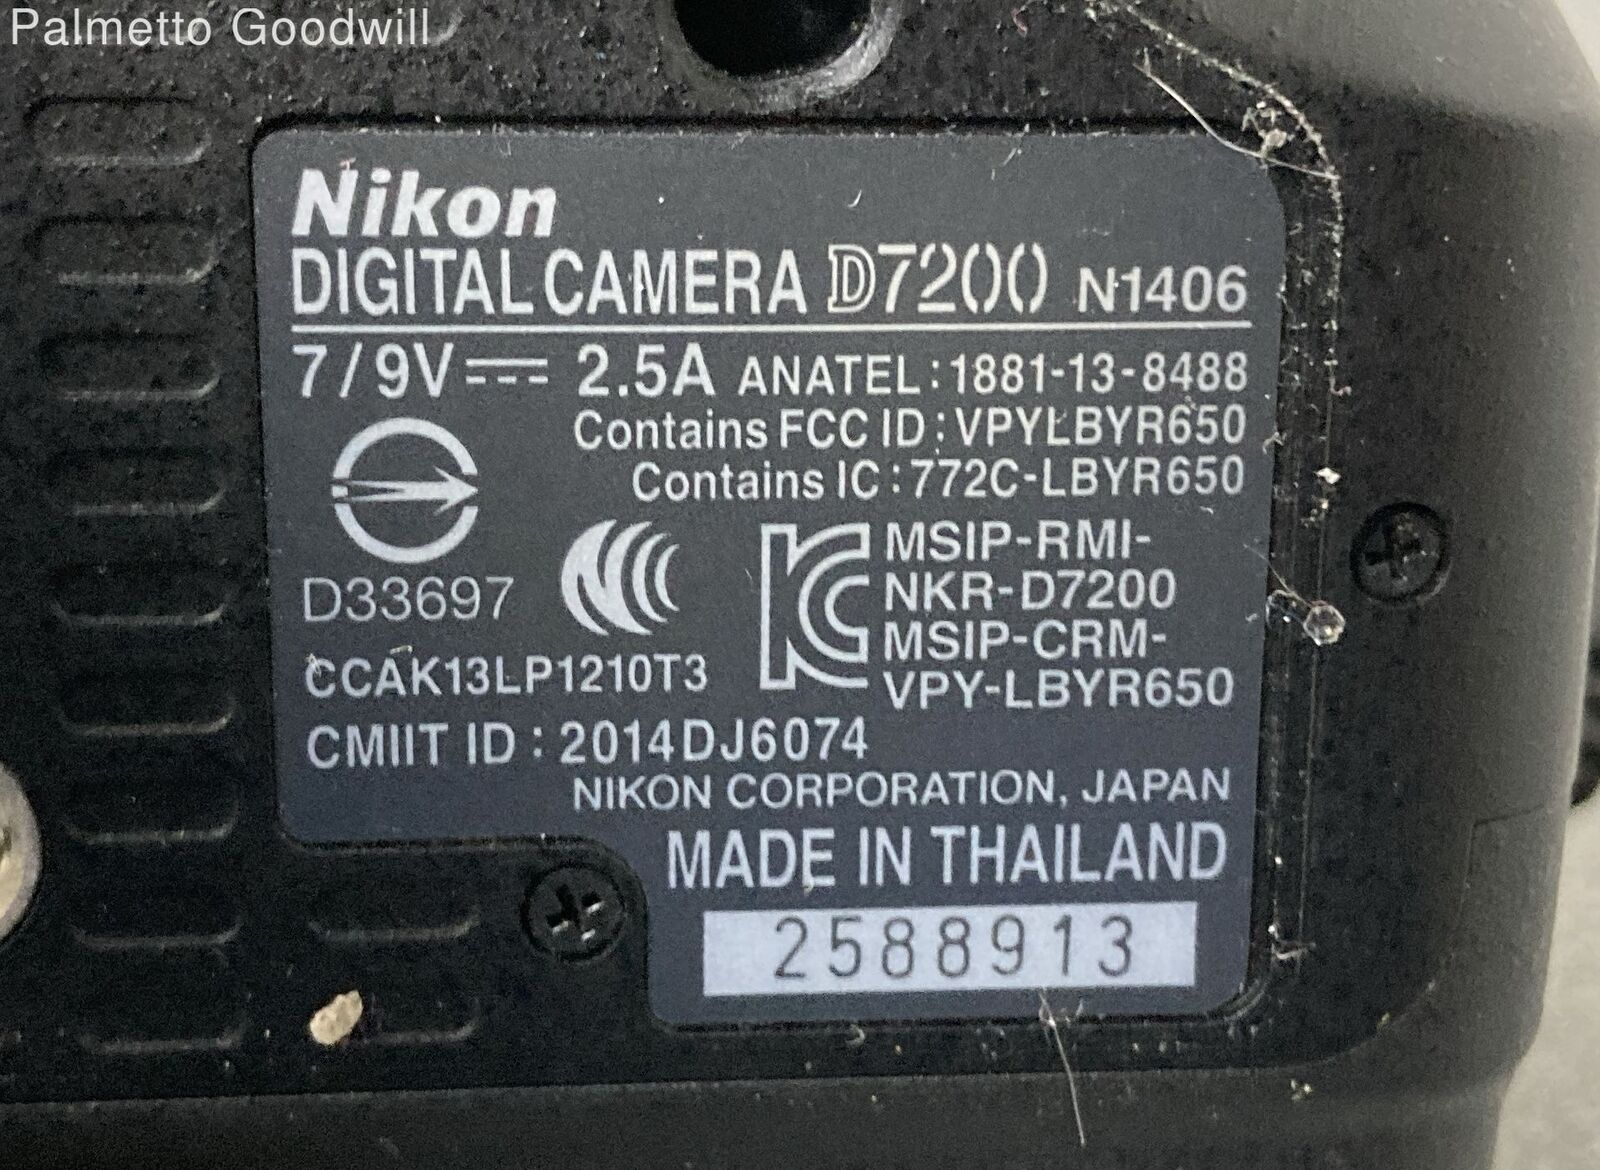 Palmetto Goodwill
Nikon
DIGITAL CAMERA D7200 N1406
7/9V 2.5A ANATEL:1881-13-8488
Contains FCC ID:VPYLBYR650
Contains IC:772C-LBYR650
D33697
CCAK13LP1210T3
MSIP-RMI-
NKR-D7200
MSIP-CRM-
VPY-LBYR650
CMIIT ID:2014DJ6074
NIKON CORPORATION, JAPAN
MADE IN THAILAND
2588913